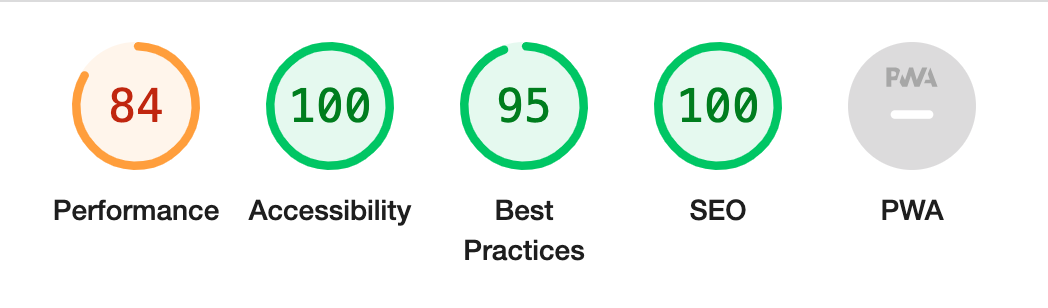 84
100
95
100
PWA
Performance
Accessibility
Best
Practices
SEO
PWA